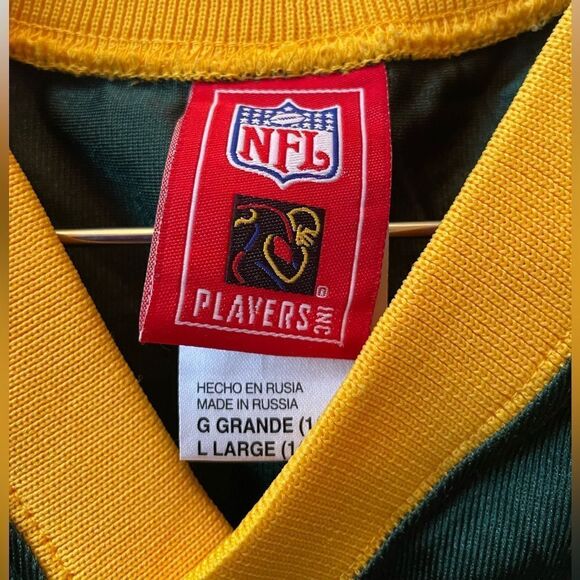 NFL
PLAYERS INC
HECHO EN RUSIA
MADE IN RUSSIA
G GRANDE (1
L LARGE (1